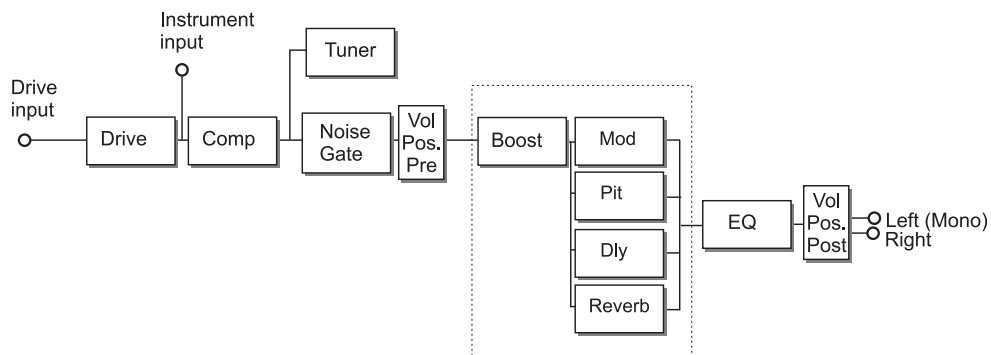 Instrument
input
Tuner
Drive
input
Drive
Comp
Noise
Gate
Vol
Pos.
Pre
Boost
Mod
Pit
Dly
Reverb
EQ
Vol
Pos.
Post
Left (Mono)
Right